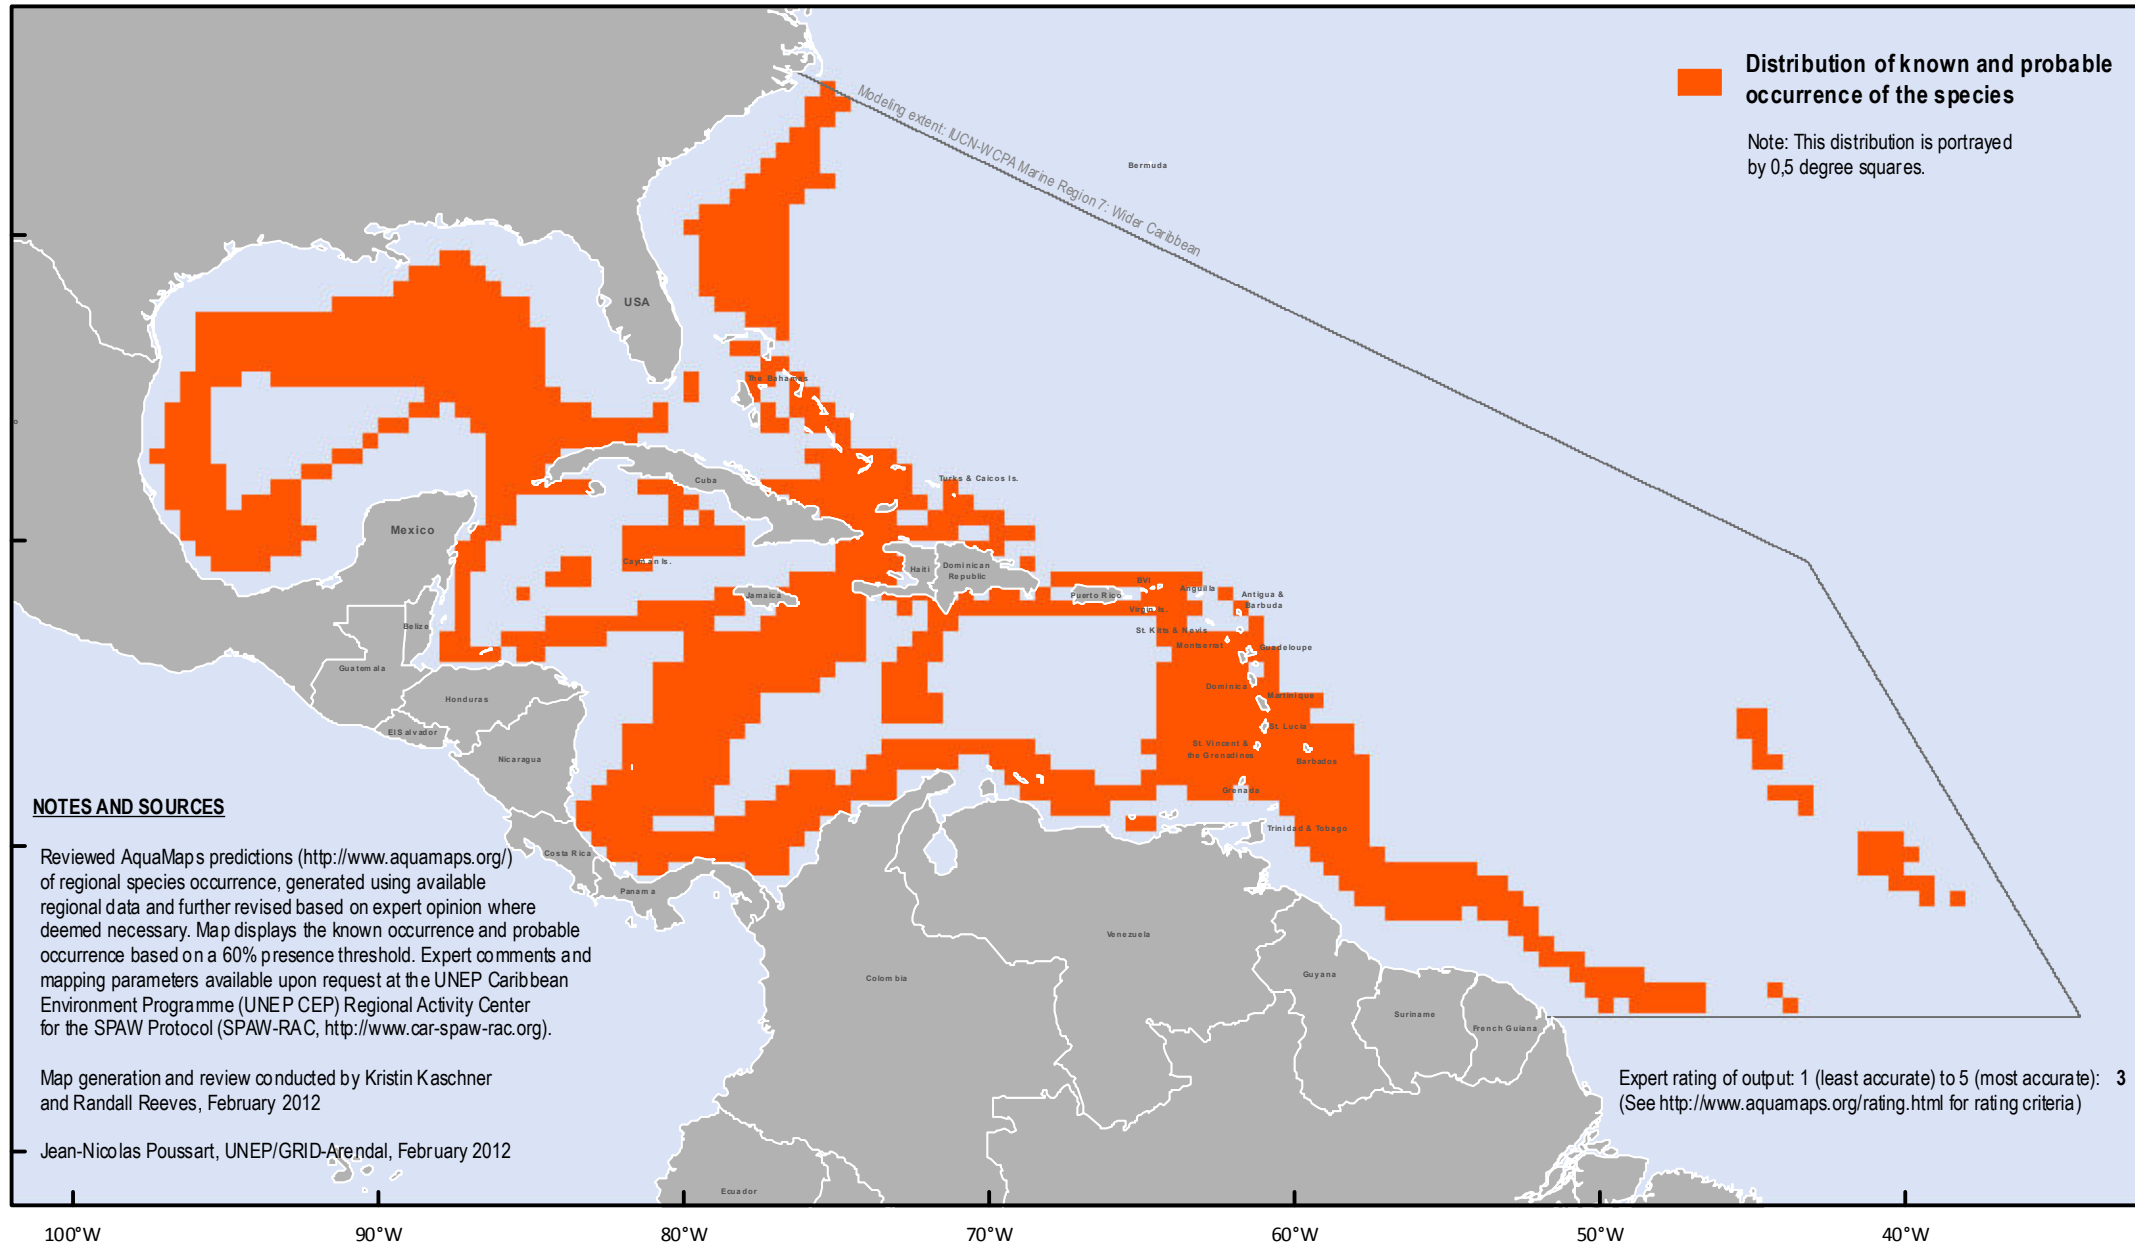 Distribution of known and probable
occurrence of the species
Note: This distribution is portrayed
by 0,5 degree squares.
Modeling extent: IUCN-WCPA Marine Region 7: Wider Caribbean
Bermuda
USA
The Bahamas
Turks & Caicos Is.
Cuba
Mexico
Cayman Is.
Haiti
Dominican
Republic
Jamaica
Puerto Rico
BVI
Virgin Is.
Anguilla
Antigua &
Barbuda
St. Kitts & Nevis
Montserrat
Guadeloupe
Belize
Guatemala
Honduras
El Salvador
Nicaragua
Dominica
Martinique
St. Lucia
St. Vincent &
the Grenadines
Barbados
Grenada
Trinidad & Tobago
Costa Rica
Panama
Venezuela
Colombia
Guyana
Suriname
French Guiana
Ecuador
NOTES AND SOURCES
Reviewed AquaMaps predictions (http://www.aquamaps.org/)
of regional species occurrence, generated using available
regional data and further revised based on expert opinion where
deemed necessary. Map displays the known occurrence and probable
occurrence based on a 60% presence threshold. Expert comments and
mapping parameters available upon request at the UNEP Caribbean
Environment Programme (UNEP CEP) Regional Activity Center
for the SPAW Protocol (SPAW-RAC, http://www.car-spaw-rac.org).
Map generation and review conducted by Kristin Kaschner
and Randall Reeves, February 2012
Jean-Nicolas Poussart, UNEP/GRID-Arendal, February 2012
Expert rating of output: 1 (least accurate) to 5 (most accurate): 3
(See http://www.aquamaps.org/rating.html for rating criteria)
100°W 90°W 80°W 70°W 60°W 50°W 40°W